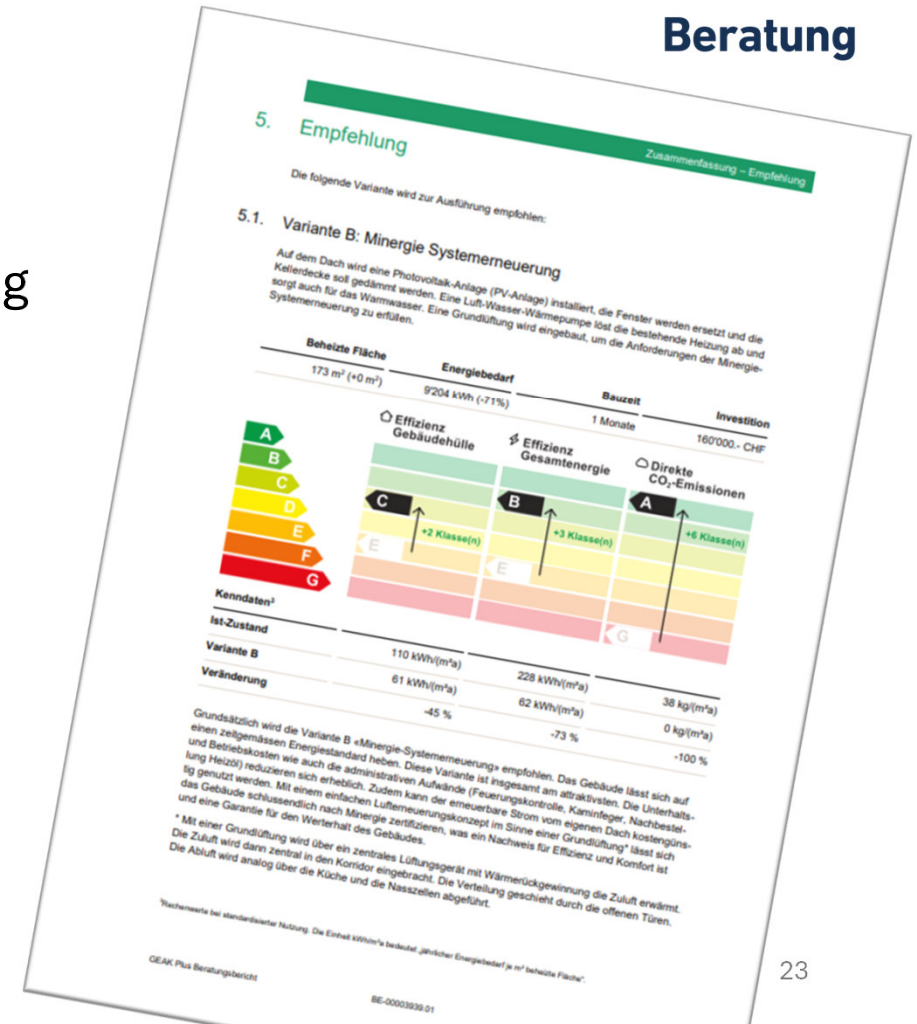 Beratung
g
Zusammenfassung – Empfehlung
5. Empfehlung
Die folgende Variante wird zur Ausführung empfohlen:
5.1. Variante B: Minergie Systemerneuerung
Auf dem Dach wird eine Photovoltaik-Anlage (PV-Anlage) installiert, die Fenster werden ersetzt und die
Kellerdecke soll gedämmt werden. Eine Luft-Wasser-Wärmepumpe löst die bestehende Heizung ab und
sorgt auch für das Warmwasser. Eine Grundlüftung wird eingebaut, um die Anforderungen der Minergie-
Systemerneuerung zu erfüllen.
Beheizte Fläche Energiebedarf Bauzeit Investition
173 m² (+0 m²) 9'204 kWh (-71%) 1 Monate 160'000.- CHF
Effizienz
Gebäudehülle
Effizienz
Gesamtenergie
Direkte
CO₂-Emissionen
A
B
C
D
E
F
G
C
+2 Klasse(n)
E
B
+3 Klasse(n)
E
A
+6 Klasse(n)
G
Kenndaten³
Ist-Zustand 110 kWh/(m²a) 228 kWh/(m²a) 38 kg/(m²a)
Variante B 61 kWh/(m²a) 62 kWh/(m²a) 0 kg/(m²a)
Veränderung -45 % -73 % -100 %
Grundsätzlich wird die Variante B «Minergie-Systemerneuerung» empfohlen. Das Gebäude lässt sich auf
einen zeitgemässen Energiestandard heben. Diese Variante ist insgesamt am attraktivsten. Die Unterhalts-
und Betriebskosten wie auch die administrativen Aufwände (Feuerungskontrolle, Kaminfeger, Nachbestel-
lung Heizöl) reduzieren sich erheblich. Zudem kann der erneuerbare Strom vom eigenen Dach kostengüns-
tig genutzt werden. Mit einem einfachen Lufterneuerungskonzept im Sinne einer Grundlüftung* lässt sich
das Gebäude schlussendlich nach Minergie zertifizieren, was ein Nachweis für Effizienz und Komfort ist
und eine Garantie für den Werterhalt des Gebäudes.
* Mit einer Grundlüftung wird über ein zentrales Lüftungsgerät mit Wärmerückgewinnung die Zuluft erwärmt.
Die Zuluft wird dann zentral in den Korridor eingebracht. Die Verteilung geschieht durch die offenen Türen.
Die Abluft wird analog über die Küche und die Nasszellen abgeführt.
³Rechenwerte bei standardisierter Nutzung. Die Einheit kWh/m²a bedeutet „jährlicher Energiebedarf je m² beheizte Fläche“.
GEAK Plus Beratungsbericht
BE-00003939.01
23